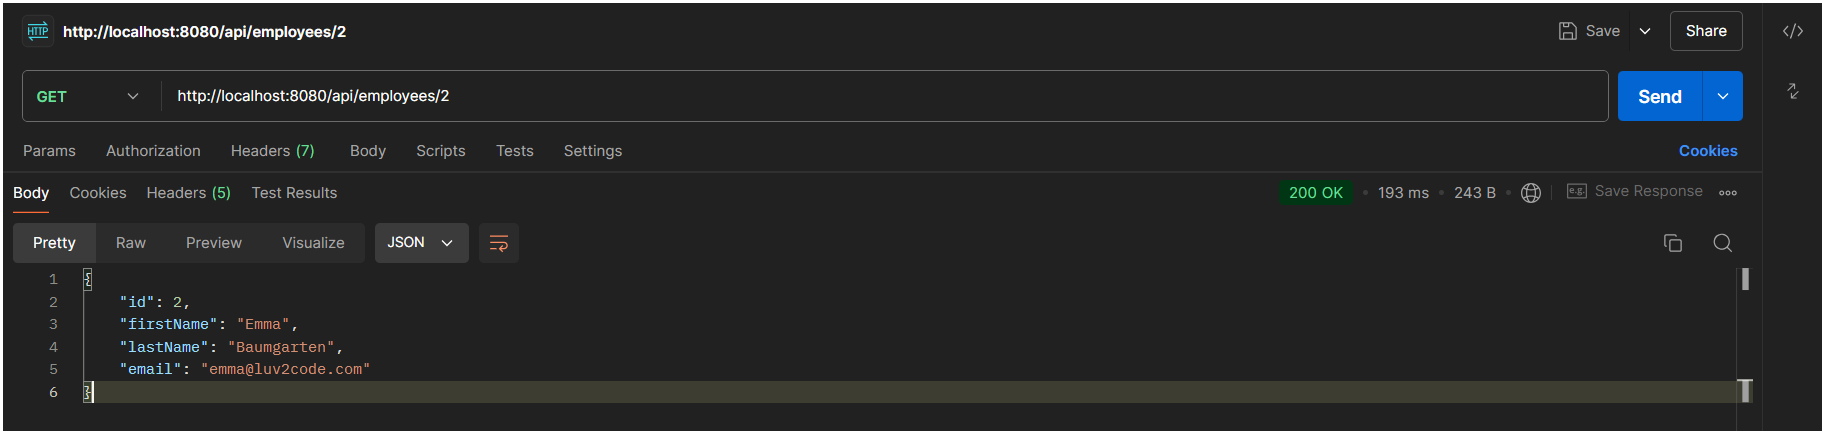 HTTP http://localhost:8080/api/employees/2 Save Share </>
GET http://localhost:8080/api/employees/2 Send
Params Authorization Headers (7) Body Scripts Tests Settings Cookies
Body Cookies Headers (5) Test Results 200 OK • 193 ms • 243 B • e.g. Save Response
Pretty Raw Preview Visualize JSON
1 {
2 "id": 2,
3 "firstName": "Emma",
4 "lastName": "Baumgarten",
5 "email": "emma@luv2code.com"
6 }